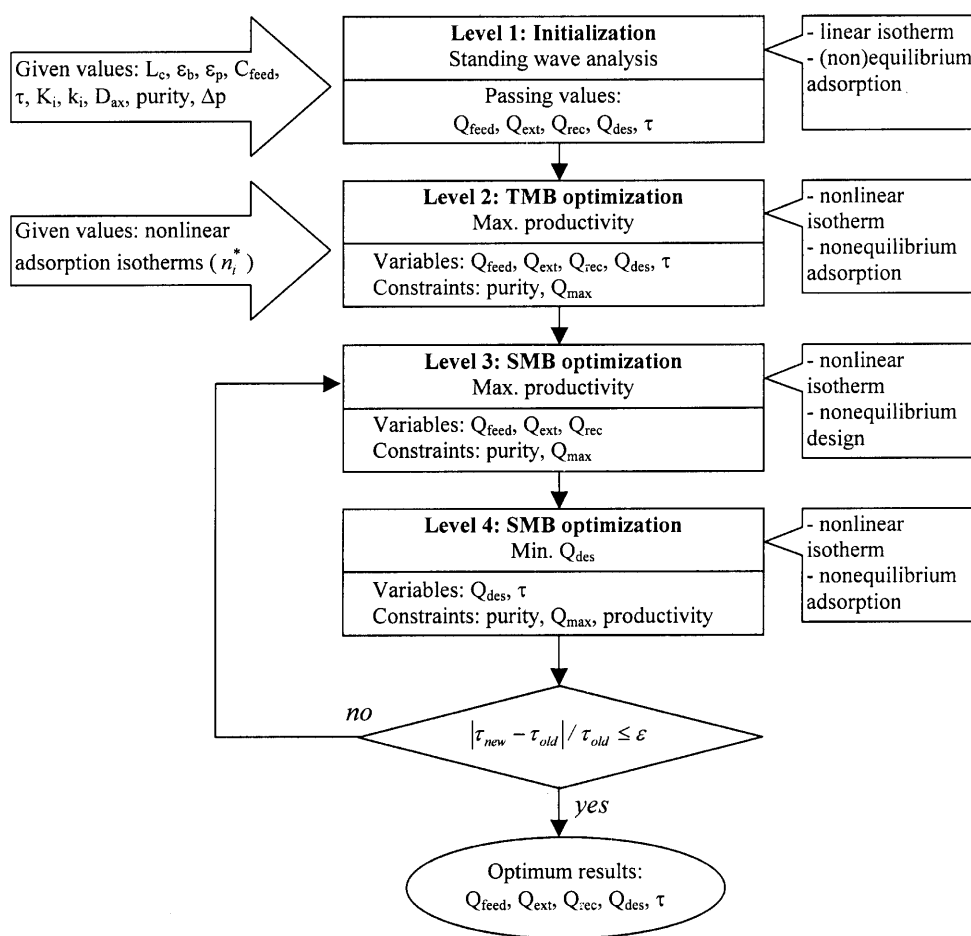 Level 1: Initialization
Standing wave analysis
Passing values:
Q_feed, Q_ext, Q_rec, Q_des, τ
Given values: L_c, ε_b, ε_p, C_feed,
τ, K_i, k_i, D_ax, purity, Δp
- linear isotherm
- (non)equilibrium
adsorption
Level 2: TMB optimization
Max. productivity
Variables: Q_feed, Q_ext, Q_rec, Q_des, τ
Constraints: purity, Q_max
Given values: nonlinear
adsorption isotherms ( n_i^* )
- nonlinear
isotherm
- nonequilibrium
adsorption
Level 3: SMB optimization
Max. productivity
Variables: Q_feed, Q_ext, Q_rec
Constraints: purity, Q_max
- nonlinear
isotherm
- nonequilibrium
design
Level 4: SMB optimization
Min. Q_des
Variables: Q_des, τ
Constraints: purity, Q_max, productivity
- nonlinear
isotherm
- nonequilibrium
adsorption
no
|τ_new − τ_old| / τ_old ≤ ε
yes
Optimum results:
Q_feed, Q_ext, Q_rec, Q_des, τ